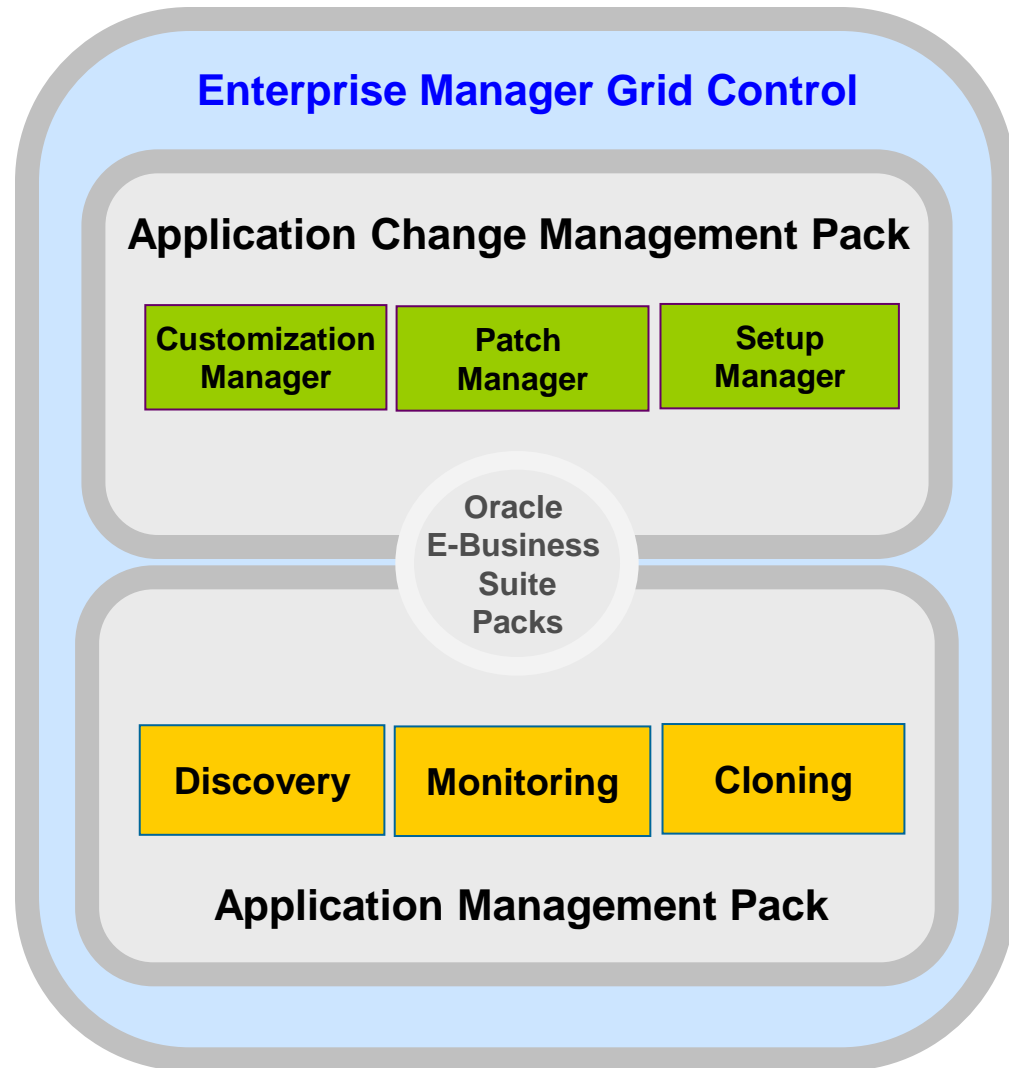 Enterprise Manager Grid Control
Application Change Management Pack
Customization
Manager
Patch
Manager
Setup
Manager
Oracle
E-Business
Suite
Packs
Discovery
Monitoring
Cloning
Application Management Pack